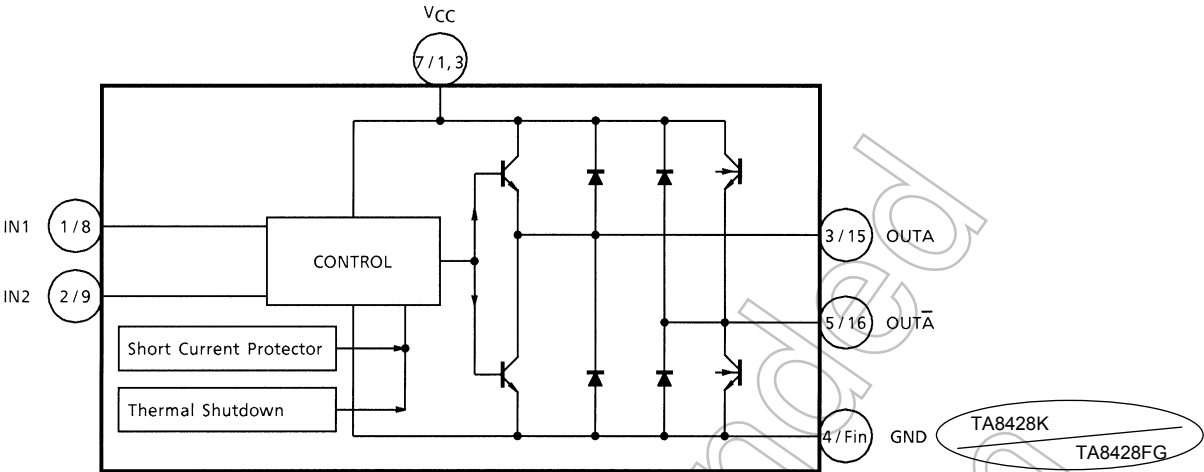 VCC
7/1, 3
IN1
1/8
CONTROL
3/15
OUTA
IN2
2/9
5/16
OUTA̅
Short Current Protector
Thermal Shutdown
4/Fin
GND
TA8428K
TA8428FG